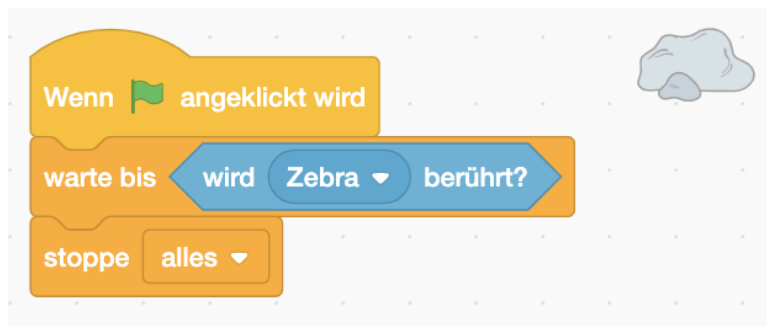 Wenn angeklickt wird
warte bis wird Zebra berührt?
stoppe alles